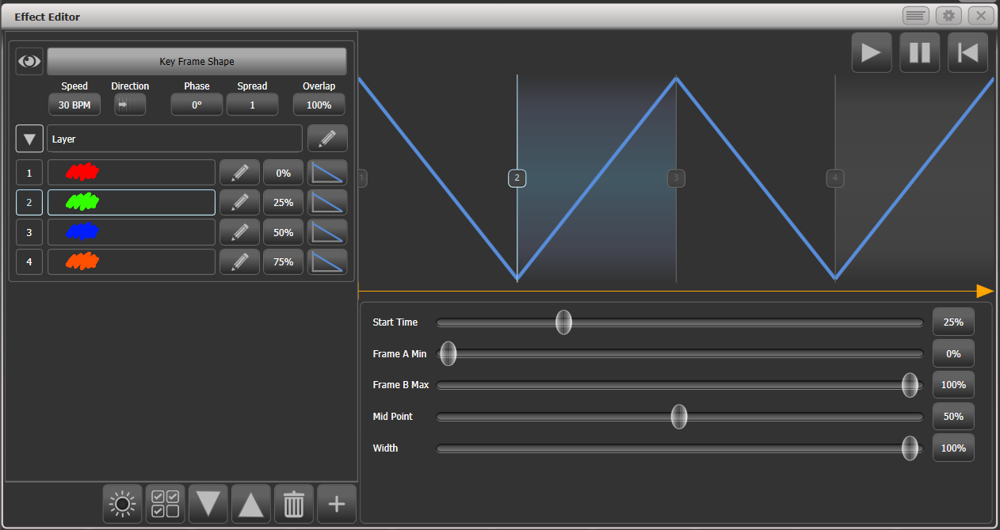 Effect Editor
Key Frame Shape
Speed Direction Phase Spread Overlap
30 BPM 0° 1 100%
Layer
1 0%
2 25%
3 50%
4 75%
1 2 3 4
Start Time 25%
Frame A Min 0%
Frame B Max 100%
Mid Point 50%
Width 100%